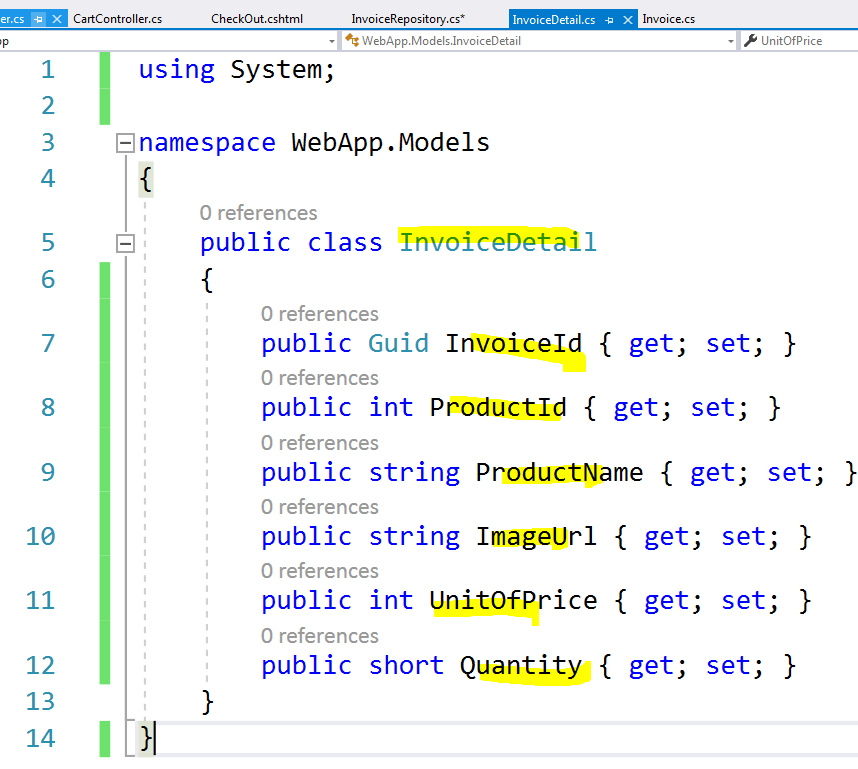 er.cs CartController.cs CheckOut.cshtml InvoiceRepository.cs* InvoiceDetail.cs Invoice.cs
pp WebApp.Models.InvoiceDetail UnitOfPrice
1 using System;
2
3 namespace WebApp.Models
4 {
0 references
5 public class InvoiceDetail
6 {
0 references
7 public Guid InvoiceId { get; set; }
0 references
8 public int ProductId { get; set; }
0 references
9 public string ProductName { get; set; }
0 references
10 public string ImageUrl { get; set; }
0 references
11 public int UnitOfPrice { get; set; }
0 references
12 public short Quantity { get; set; }
13 }
14 }